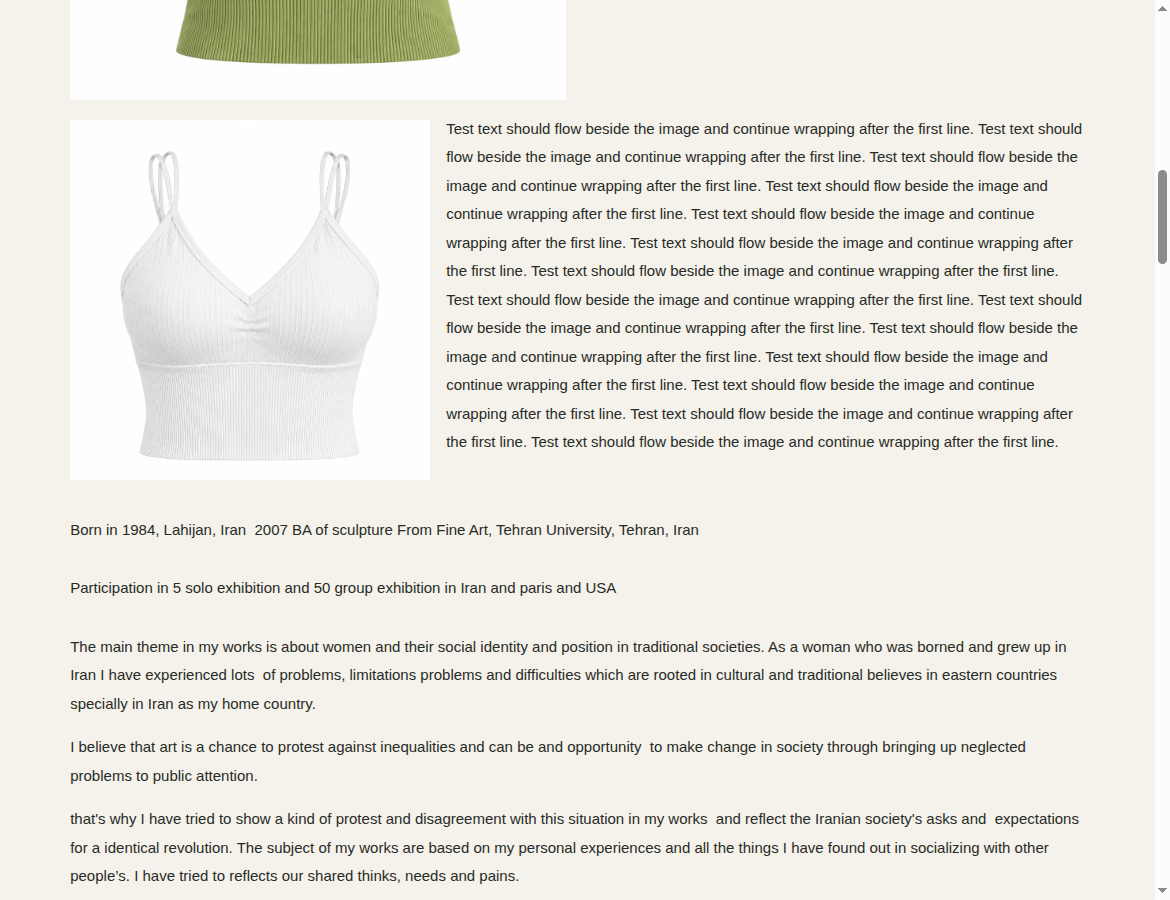 Test text should flow beside the image and continue wrapping after the first line. Test text should
flow beside the image and continue wrapping after the first line. Test text should flow beside the
image and continue wrapping after the first line. Test text should flow beside the image and
continue wrapping after the first line. Test text should flow beside the image and continue
wrapping after the first line. Test text should flow beside the image and continue wrapping after
the first line. Test text should flow beside the image and continue wrapping after the first line.
Test text should flow beside the image and continue wrapping after the first line. Test text should
flow beside the image and continue wrapping after the first line. Test text should flow beside the
image and continue wrapping after the first line. Test text should flow beside the image and
continue wrapping after the first line. Test text should flow beside the image and continue
wrapping after the first line. Test text should flow beside the image and continue wrapping after
the first line. Test text should flow beside the image and continue wrapping after the first line.
Born in 1984, Lahijan, Iran  2007 BA of sculpture From Fine Art, Tehran University, Tehran, Iran
Participation in 5 solo exhibition and 50 group exhibition in Iran and paris and USA
The main theme in my works is about women and their social identity and position in traditional societies. As a woman who was borned and grew up in
Iran I have experienced lots  of problems, limitations problems and difficulties which are rooted in cultural and traditional believes in eastern countries
specially in Iran as my home country.
I believe that art is a chance to protest against inequalities and can be and opportunity  to make change in society through bringing up neglected
problems to public attention.
that's why I have tried to show a kind of protest and disagreement with this situation in my works  and reflect the Iranian society's asks and  expectations
for a identical revolution. The subject of my works are based on my personal experiences and all the things I have found out in socializing with other
people's. I have tried to reflects our shared thinks, needs and pains.